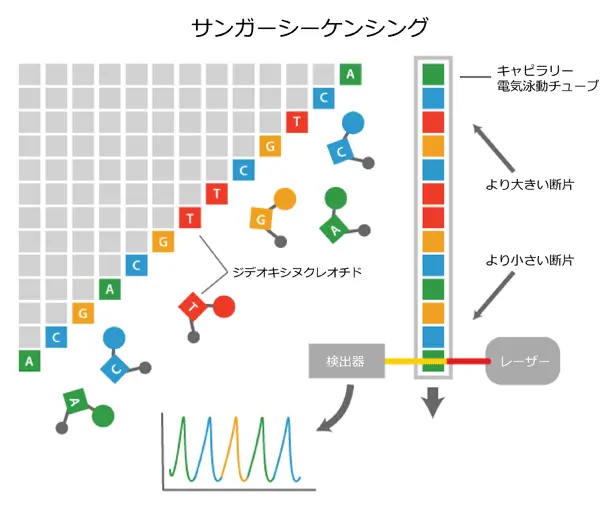 サンガーシーケンシング
A
C
T
G
C
T
T
G
C
A
G
C
A
C
G
A
T
C
A
ジデオキシヌクレオチド
キャピラリー
電気泳動チューブ
より大きい断片
より小さい断片
検出器
レーザー